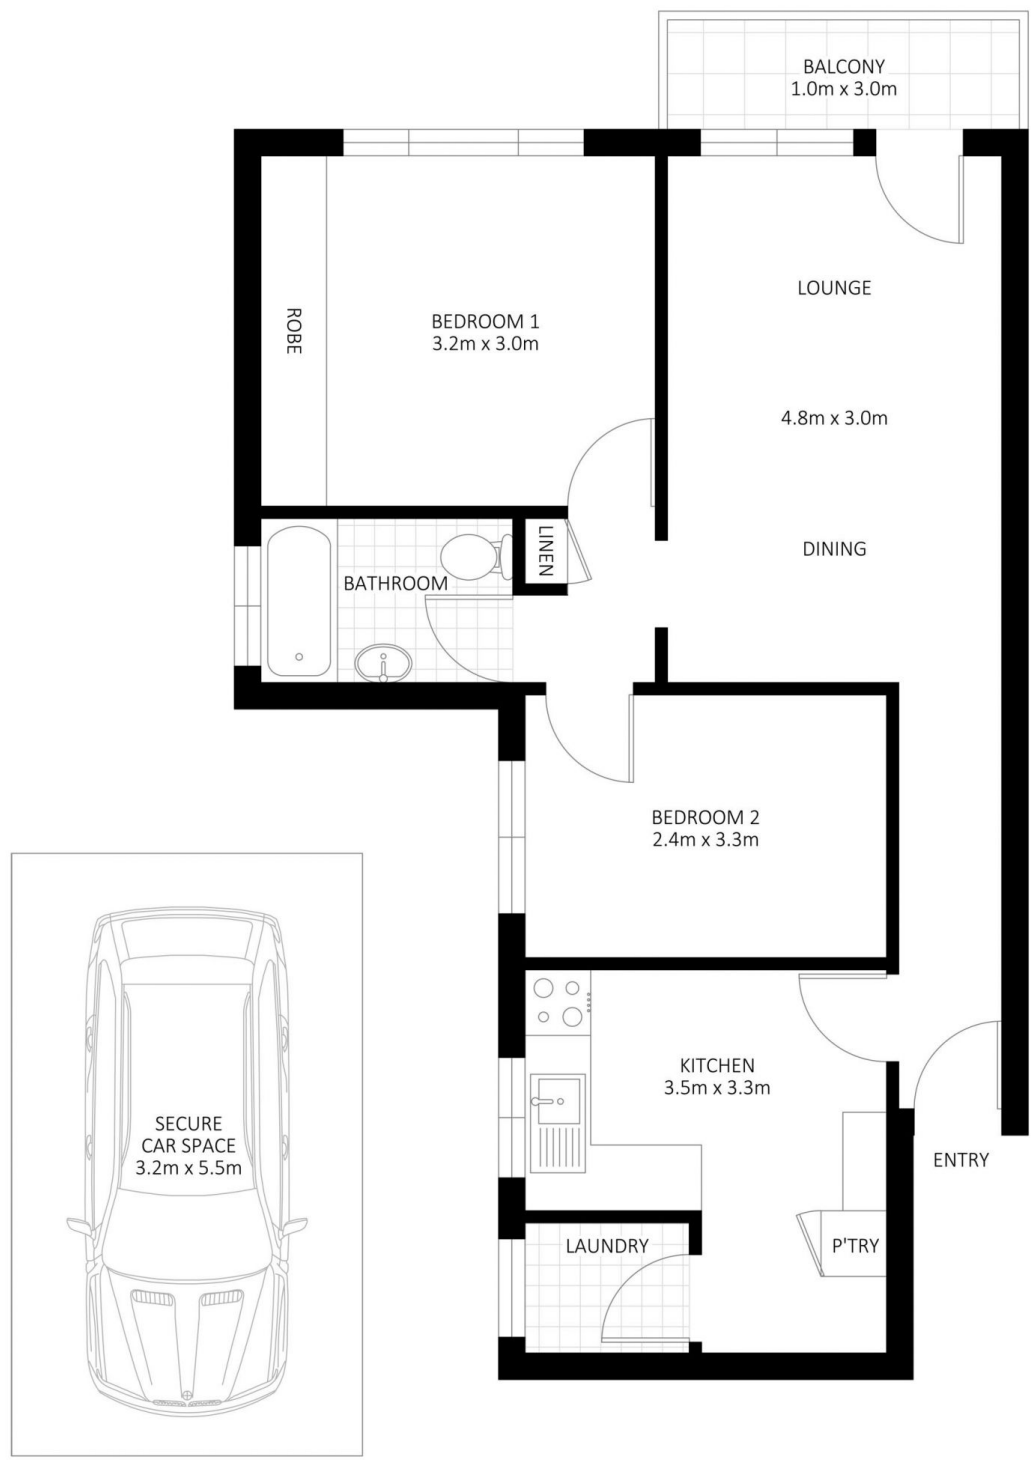 BALCONY
1.0m x 3.0m
LOUNGE
ROBE
BEDROOM 1
3.2m x 3.0m
4.8m x 3.0m
LINEN
DINING
BATHROOM
BEDROOM 2
2.4m x 3.3m
KITCHEN
3.5m x 3.3m
SECURE
CAR SPACE
3.2m x 5.5m
ENTRY
LAUNDRY
P'TRY